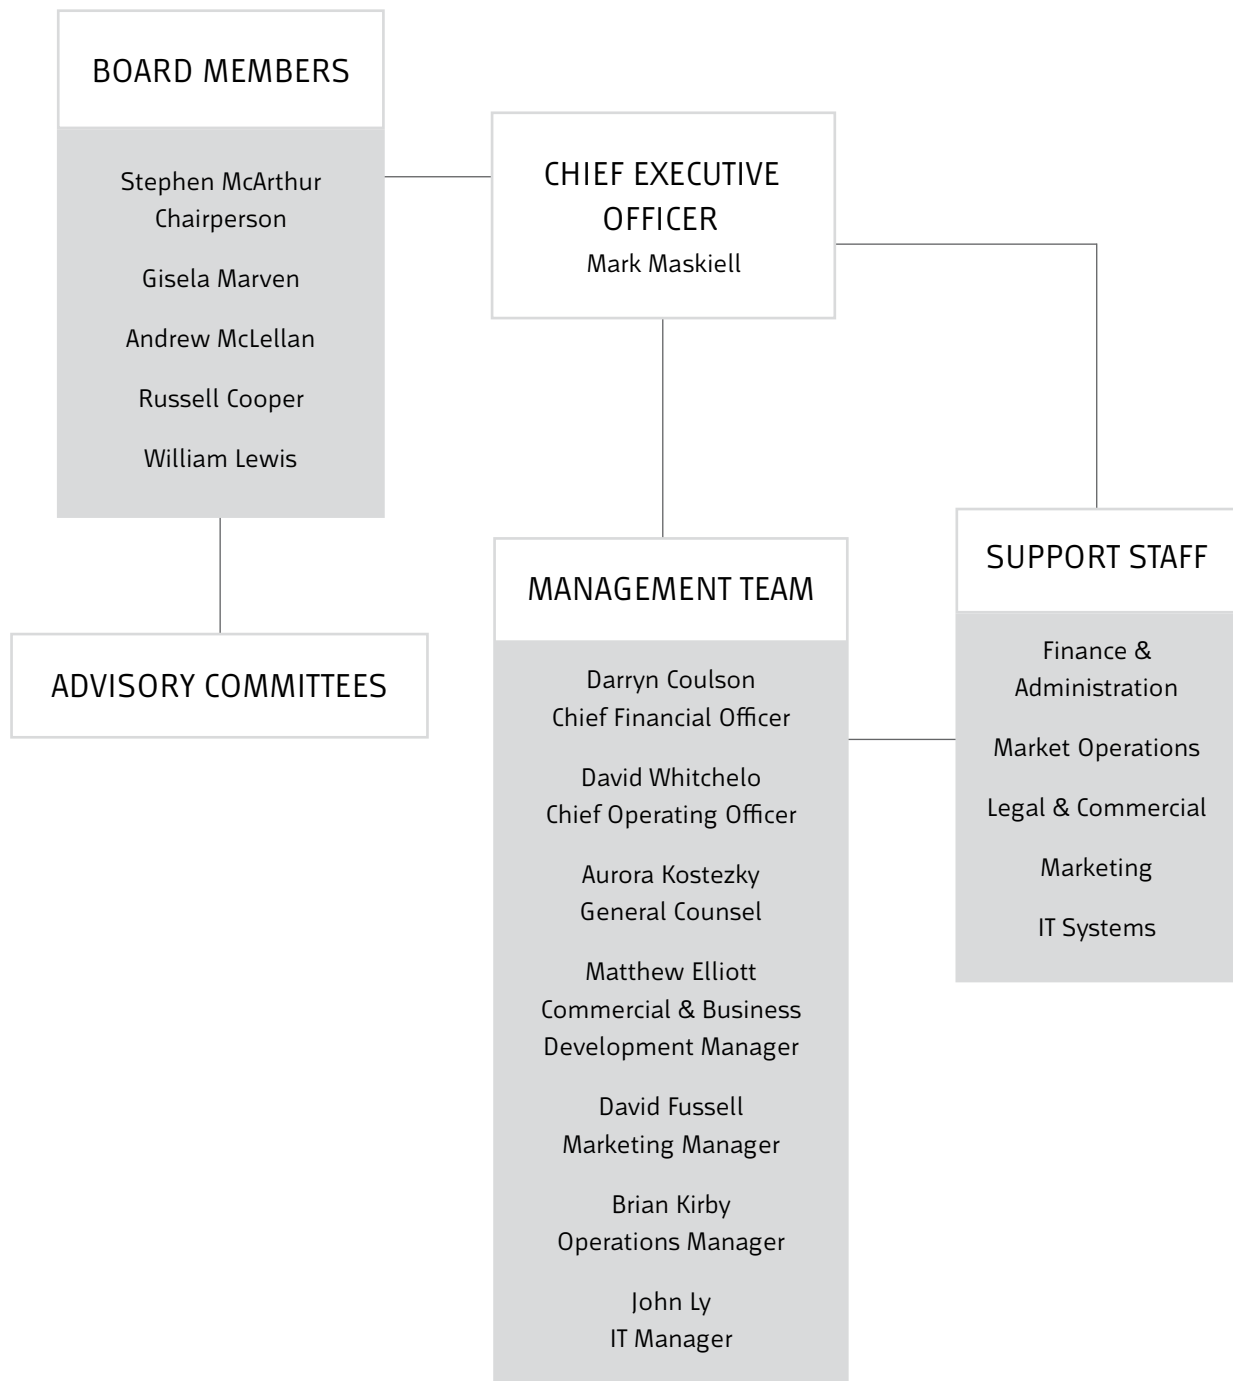 BOARD MEMBERS
Stephen McArthur
Chairperson
Gisela Marven
Andrew McLellan
Russell Cooper
William Lewis
ADVISORY COMMITTEES
CHIEF EXECUTIVE
OFFICER
Mark Maskiell
MANAGEMENT TEAM
Darryn Coulson
Chief Financial Officer
David Whitchelo
Chief Operating Officer
Aurora Kostezky
General Counsel
Matthew Elliott
Commercial & Business
Development Manager
David Fussell
Marketing Manager
Brian Kirby
Operations Manager
John Ly
IT Manager
SUPPORT STAFF
Finance &
Administration
Market Operations
Legal & Commercial
Marketing
IT Systems